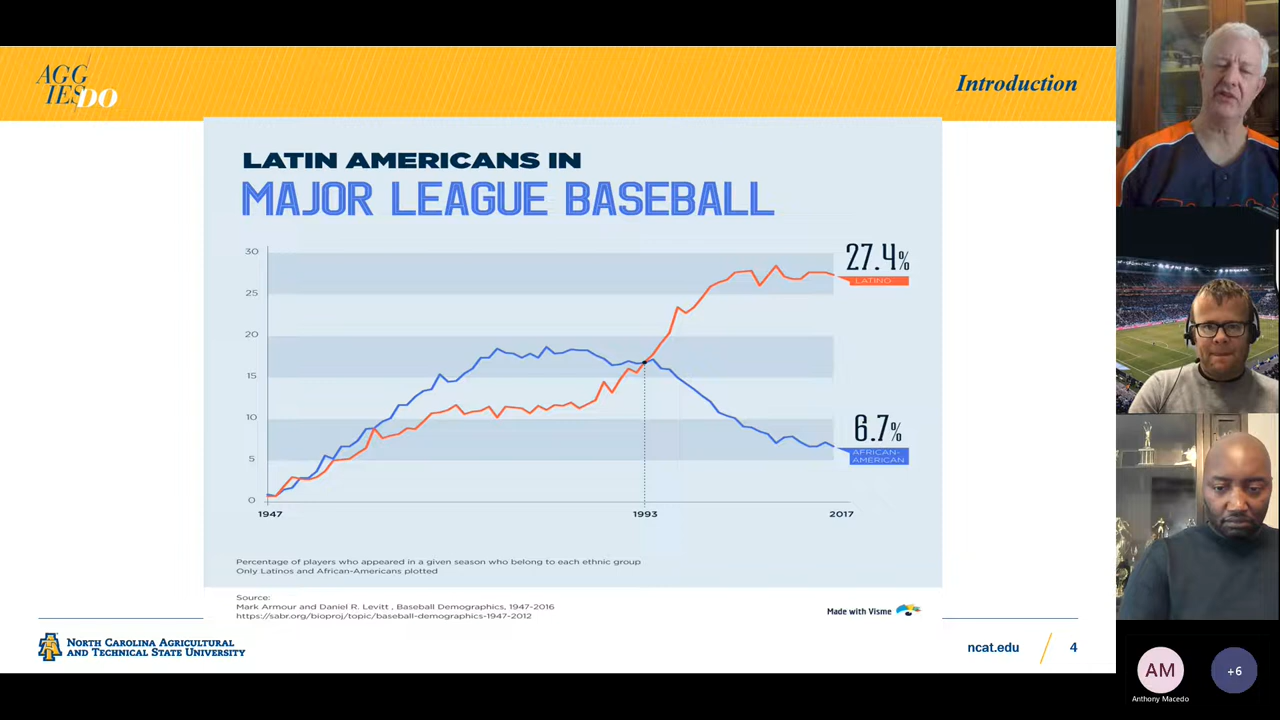 AGG
IES DO
Introduction
LATIN AMERICANS IN
MAJOR LEAGUE BASEBALL
30
25
20
15
10
5
0
27.4%
LATINO
6.7%
AFRICAN-
AMERICAN
1947
1993
2017
Percentage of players who appeared in a given season who belong to each ethnic group
Only Latinos and African-Americans plotted
Source:
Mark Armour and Daniel R. Levitt , Baseball Demographics, 1947-2016
https://sabr.org/bioproj/topic/baseball-demographics-1947-2012
Made with Visme
NORTH CAROLINA AGRICULTURAL
AND TECHNICAL STATE UNIVERSITY
ncat.edu
4
AM
+6
Anthony Macedo